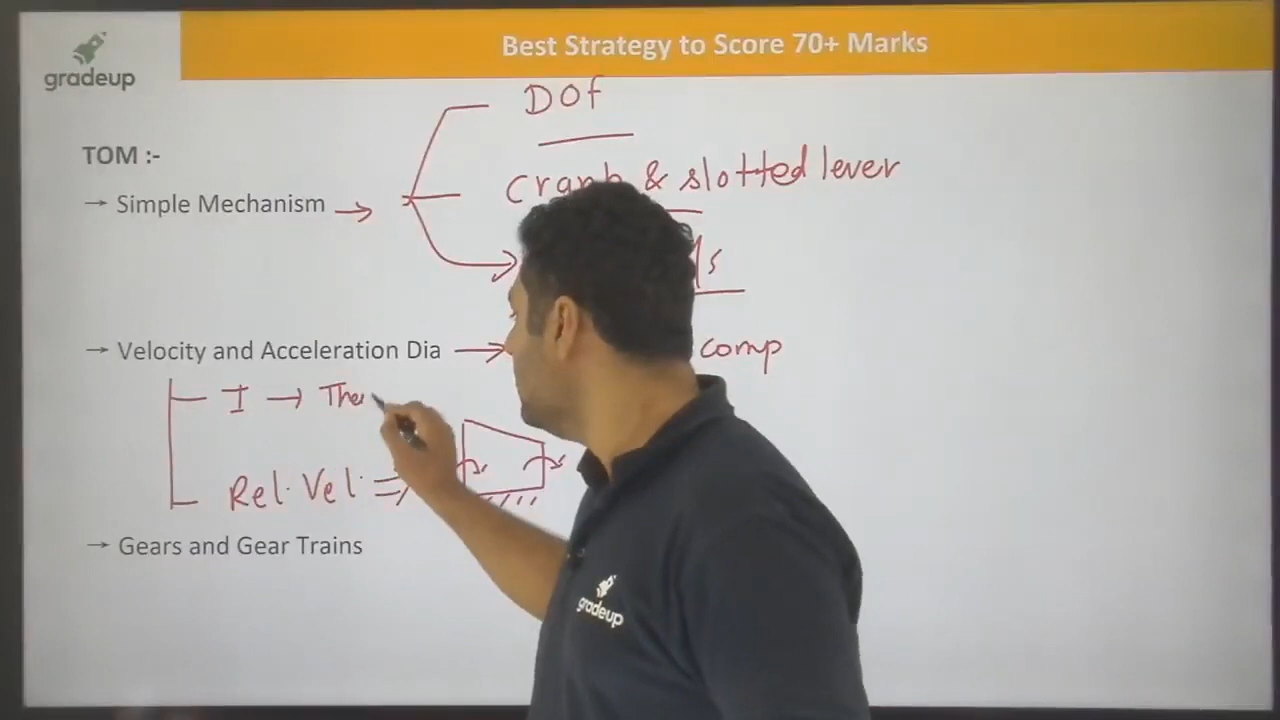 gradeup
Best Strategy to Score 70+ Marks
TOM :-
DOf
→ Simple Mechanism →
& slotted lever
→ Velocity and Acceleration Dia →
comp
I → The
Rel. Vel. ⇒
→ Gears and Gear Trains
gradeup